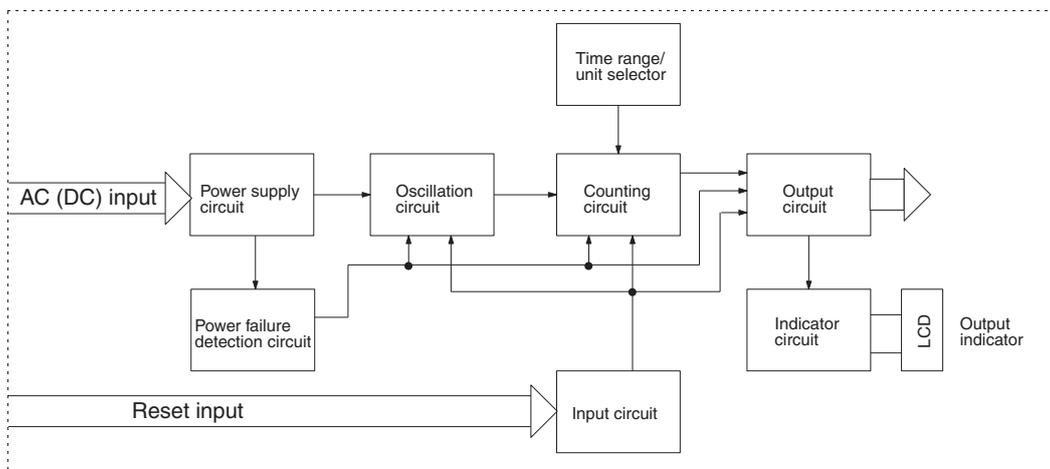 Time range/
unit selector
AC (DC) input
Power supply
circuit
Oscillation
circuit
Counting
circuit
Output
circuit
Power failure
detection circuit
Indicator
circuit
LCD
Output
indicator
Reset input
Input circuit